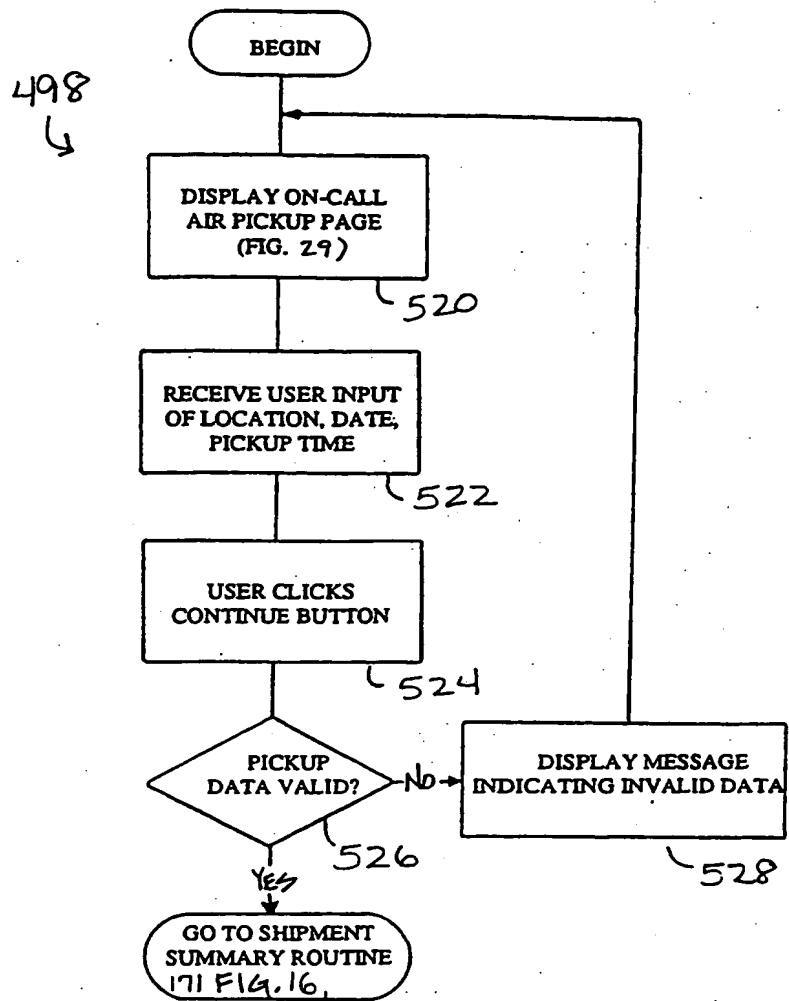 BEGIN
498
DISPLAY ON-CALL
AIR PICKUP PAGE
(FIG. 29)
520
RECEIVE USER INPUT
OF LOCATION, DATE,
PICKUP TIME
522
USER CLICKS
CONTINUE BUTTON
524
PICKUP
DATA VALID?
NO
DISPLAY MESSAGE
INDICATING INVALID DATA
526
528
YES
GO TO SHIPMENT
SUMMARY ROUTINE
171 FIG. 16